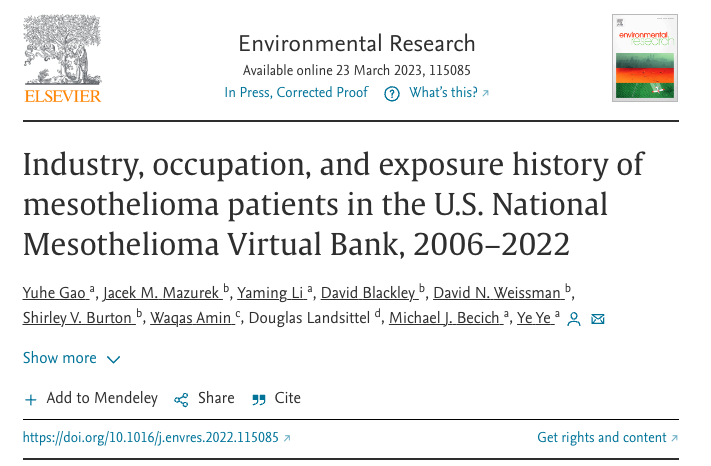 ELSEVIER
Environmental Research
Available online 23 March 2023, 115085
In Press, Corrected Proof ? What's this? ↗
environmental
research
Industry, occupation, and exposure history of
mesothelioma patients in the U.S. National
Mesothelioma Virtual Bank, 2006–2022
Yuhe Gao a, Jacek M. Mazurek b, Yaming Li a, David Blackley b, David N. Weissman b,
Shirley V. Burton b, Waqas Amin c, Douglas Landsittel d, Michael J. Becich a, Ye Ye a
Show more
+ Add to Mendeley Share Cite
https://doi.org/10.1016/j.envres.2022.115085 ↗ Get rights and content ↗